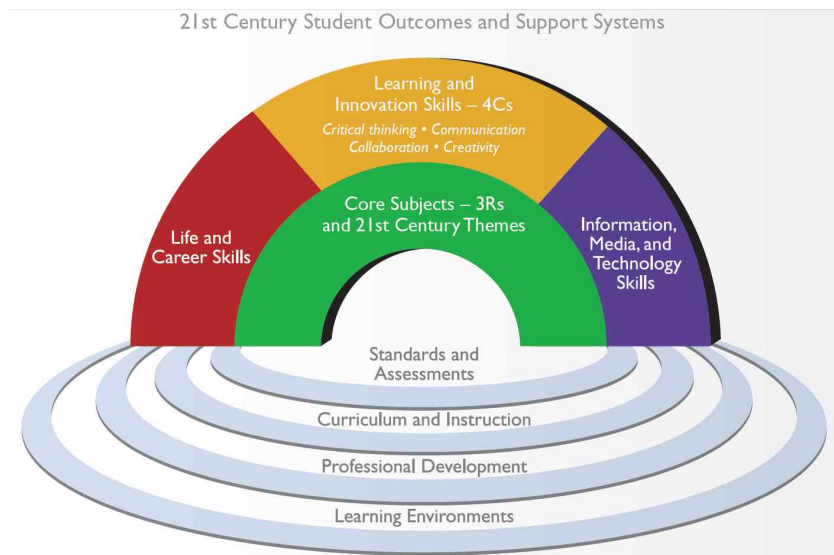 21st Century Student Outcomes and Support Systems
Learning and
Innovation Skills – 4Cs
Critical thinking • Communication
Collaboration • Creativity
Core Subjects – 3Rs
and 21st Century Themes
Life and
Career Skills
Information,
Media, and
Technology
Skills
Standards and
Assessments
Curriculum and Instruction
Professional Development
Learning Environments